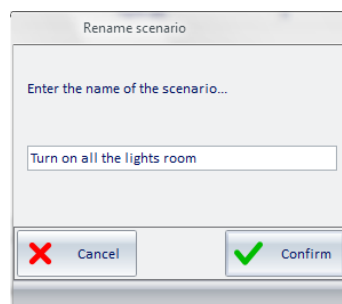 Rename scenario
Enter the name of the scenario...
Turn on all the lights room
Cancel
Confirm